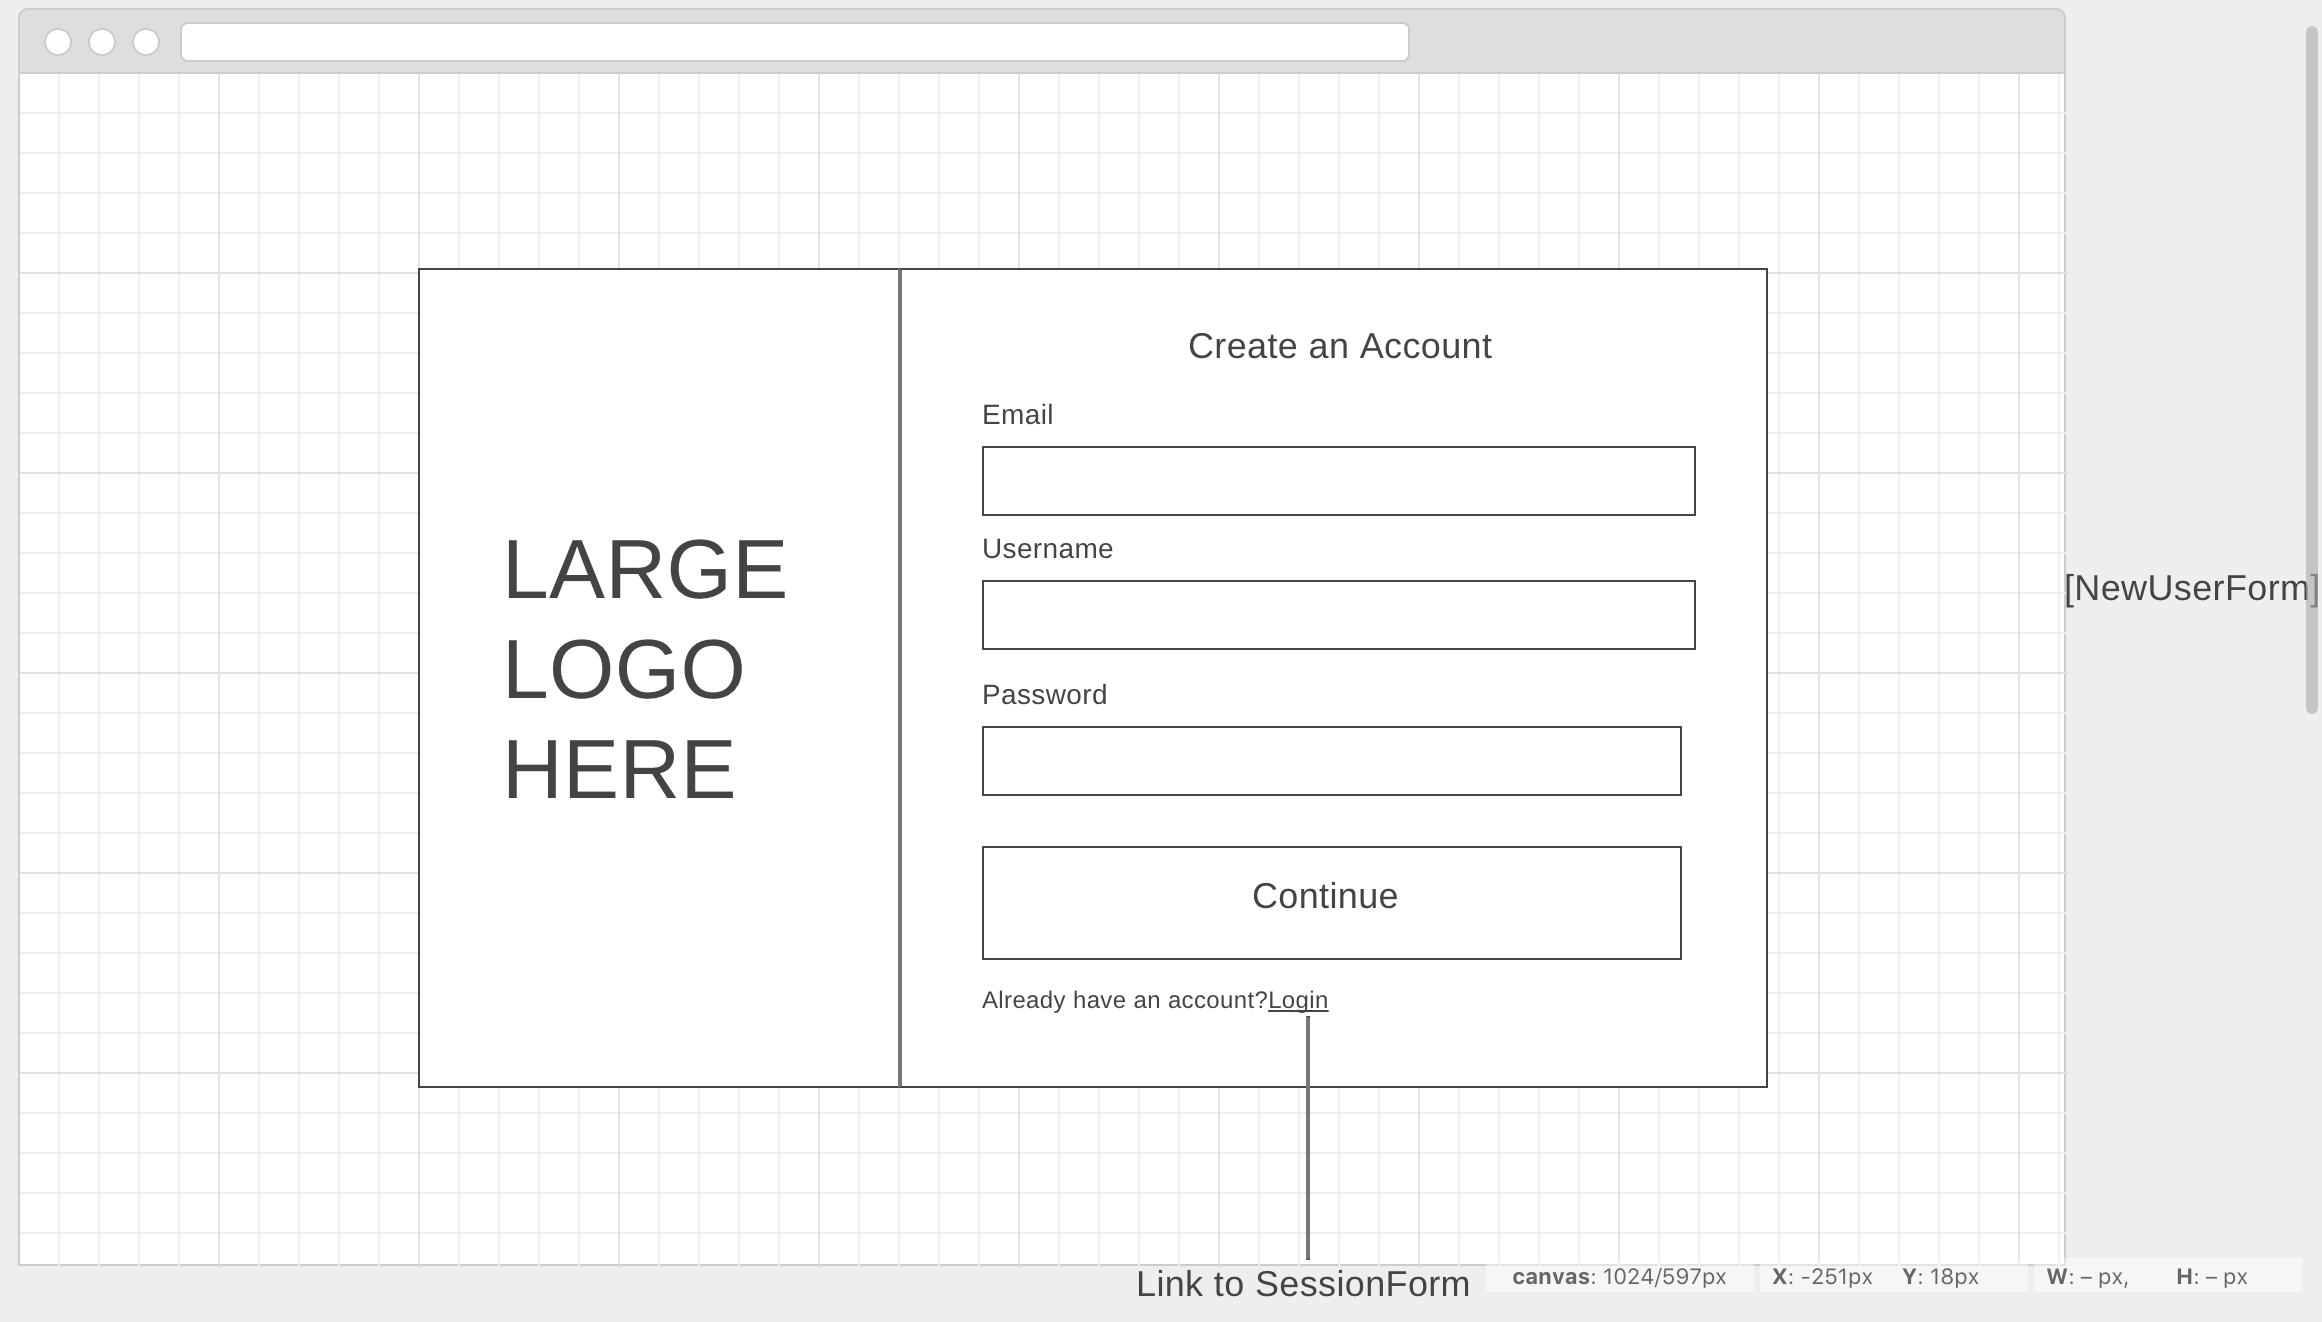 Create an Account
Email
Username
LARGE
LOGO
HERE
[NewUserForm]
Password
Continue
Already have an account?Login
Link to SessionForm
canvas: 1024/597px X: -251px Y: 18px W: – px, H: – px